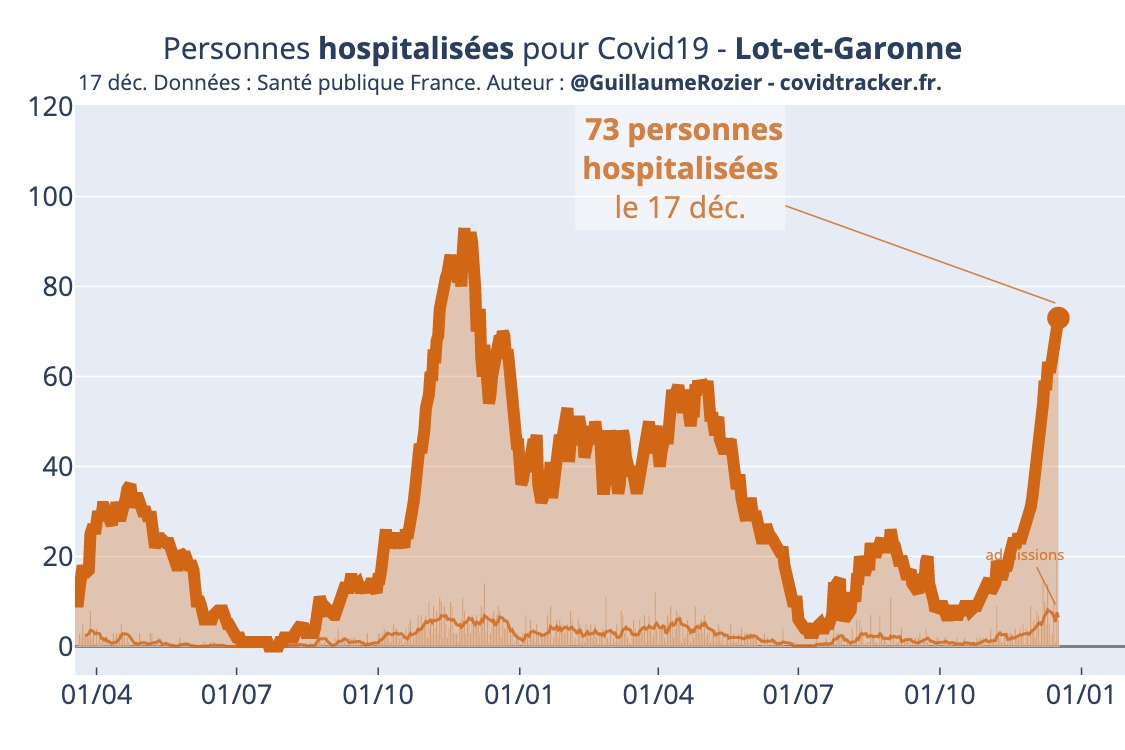 Personnes hospitalisées pour Covid19 - Lot-et-Garonne
17 déc. Données : Santé publique France. Auteur : @GuillaumeRozier - covidtracker.fr.
120
73 personnes
hospitalisées
le 17 déc.
100
80
60
40
20
admissions
0
01/04 01/07 01/10 01/01 01/04 01/07 01/10 01/01